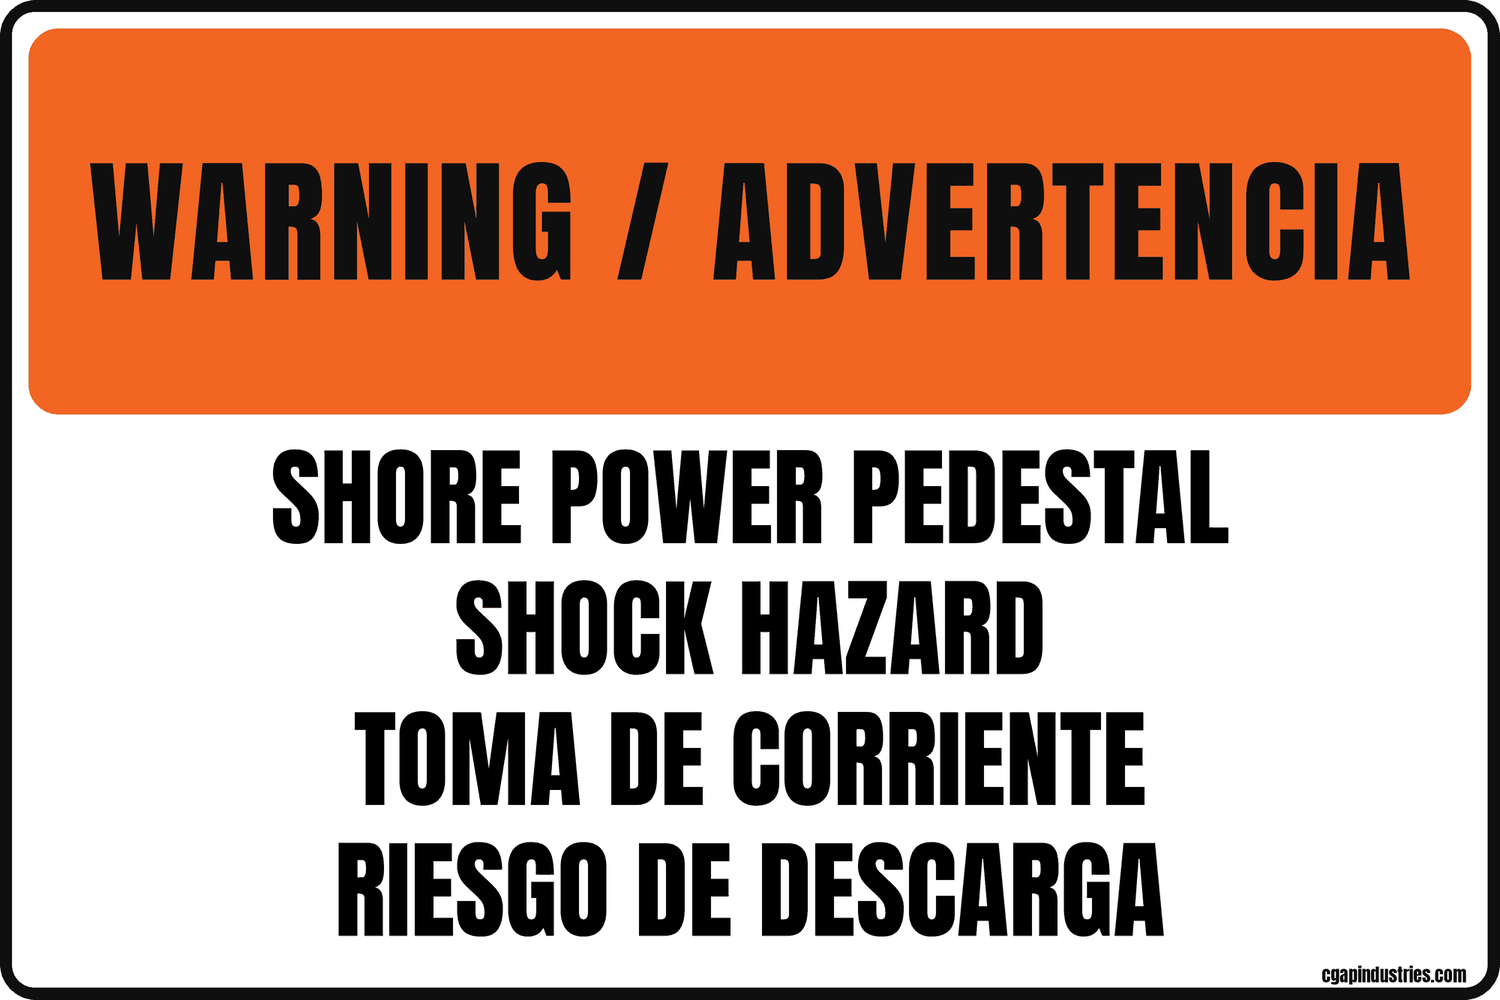 WARNING / ADVERTENCIA
SHORE POWER PEDESTAL
SHOCK HAZARD
TOMA DE CORRIENTE
RIESGO DE DESCARGA
cgapindustries.com